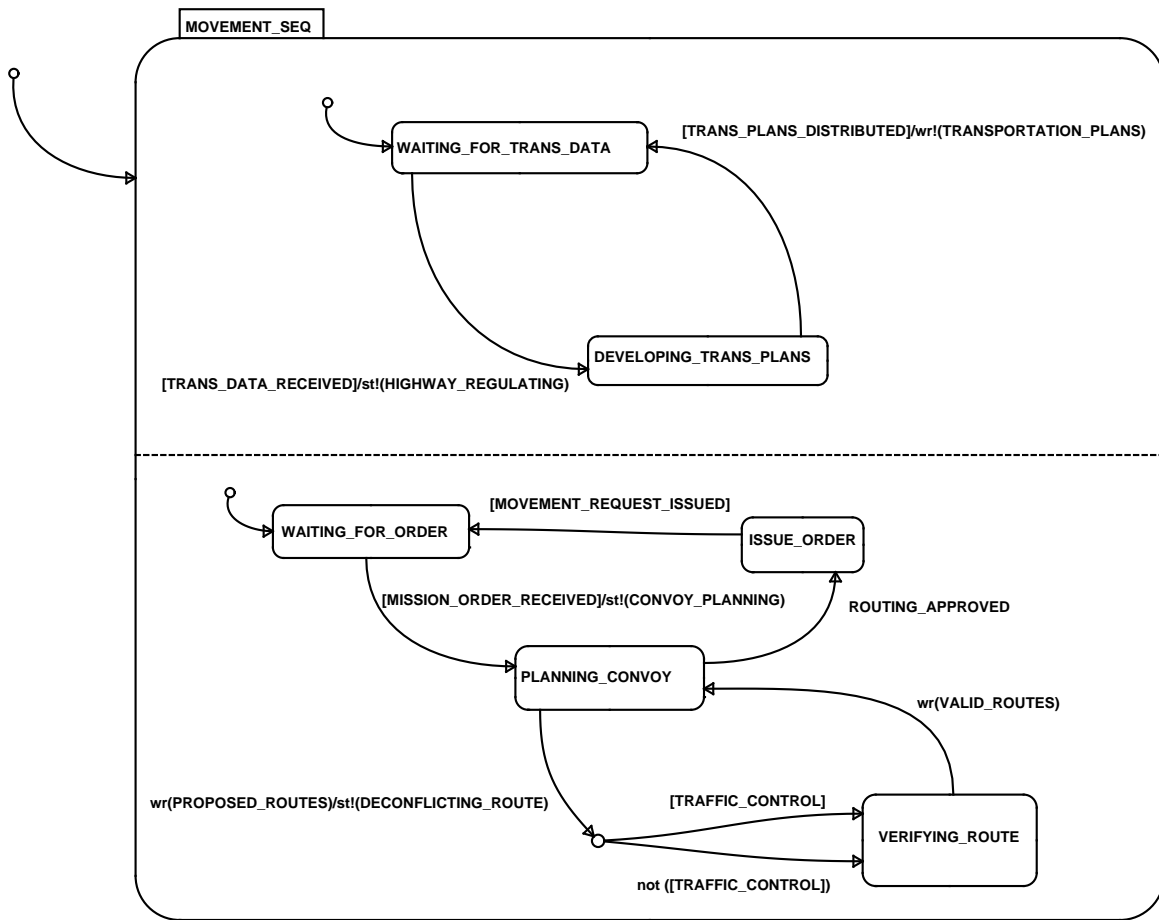 MOVEMENT_SEQ
[TRANS_PLANS_DISTRIBUTED]/wr!(TRANSPORTATION_PLANS)
WAITING_FOR_TRANS_DATA
DEVELOPING_TRANS_PLANS
[TRANS_DATA_RECEIVED]/st!(HIGHWAY_REGULATING)
[MOVEMENT_REQUEST_ISSUED]
WAITING_FOR_ORDER
ISSUE_ORDER
[MISSION_ORDER_RECEIVED]/st!(CONVOY_PLANNING)
ROUTING_APPROVED
PLANNING_CONVOY
wr(VALID_ROUTES)
wr(PROPOSED_ROUTES)/st!(DECONFLICTING_ROUTE)
[TRAFFIC_CONTROL]
VERIFYING_ROUTE
not ([TRAFFIC_CONTROL])